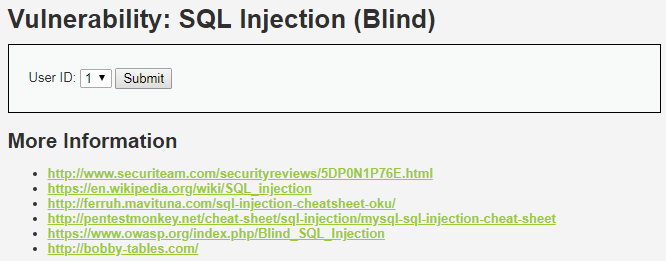 Vulnerability: SQL Injection (Blind)
User ID: 1 Submit
More Information
http://www.securiteam.com/securityreviews/5DP0N1P76E.html
https://en.wikipedia.org/wiki/SQL_injection
http://ferruh.mavituna.com/sql-injection-cheatsheet-oku/
http://pentestmonkey.net/cheat-sheet/sql-injection/mysql-sql-injection-cheat-sheet
https://www.owasp.org/index.php/Blind_SQL_Injection
http://bobby-tables.com/